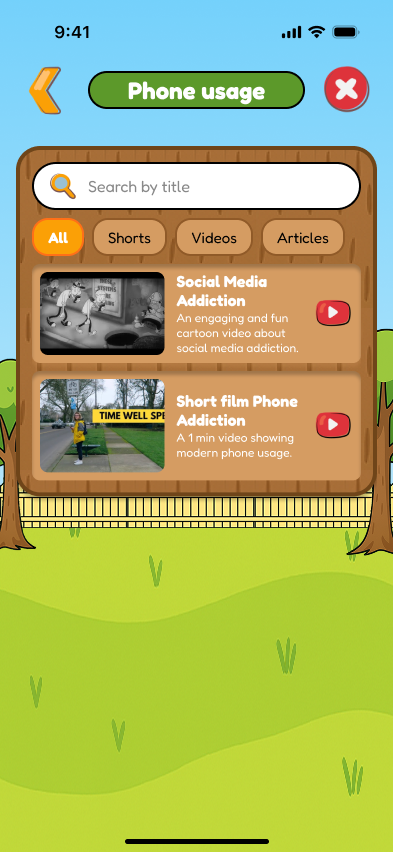 9:41
Phone usage
Search by title
All
Shorts
Videos
Articles
Social Media
Addiction
An engaging and fun
cartoon video about
social media addiction.
TIME WELL SPE
Short film Phone
Addiction
A 1 min video showing
modern phone usage.